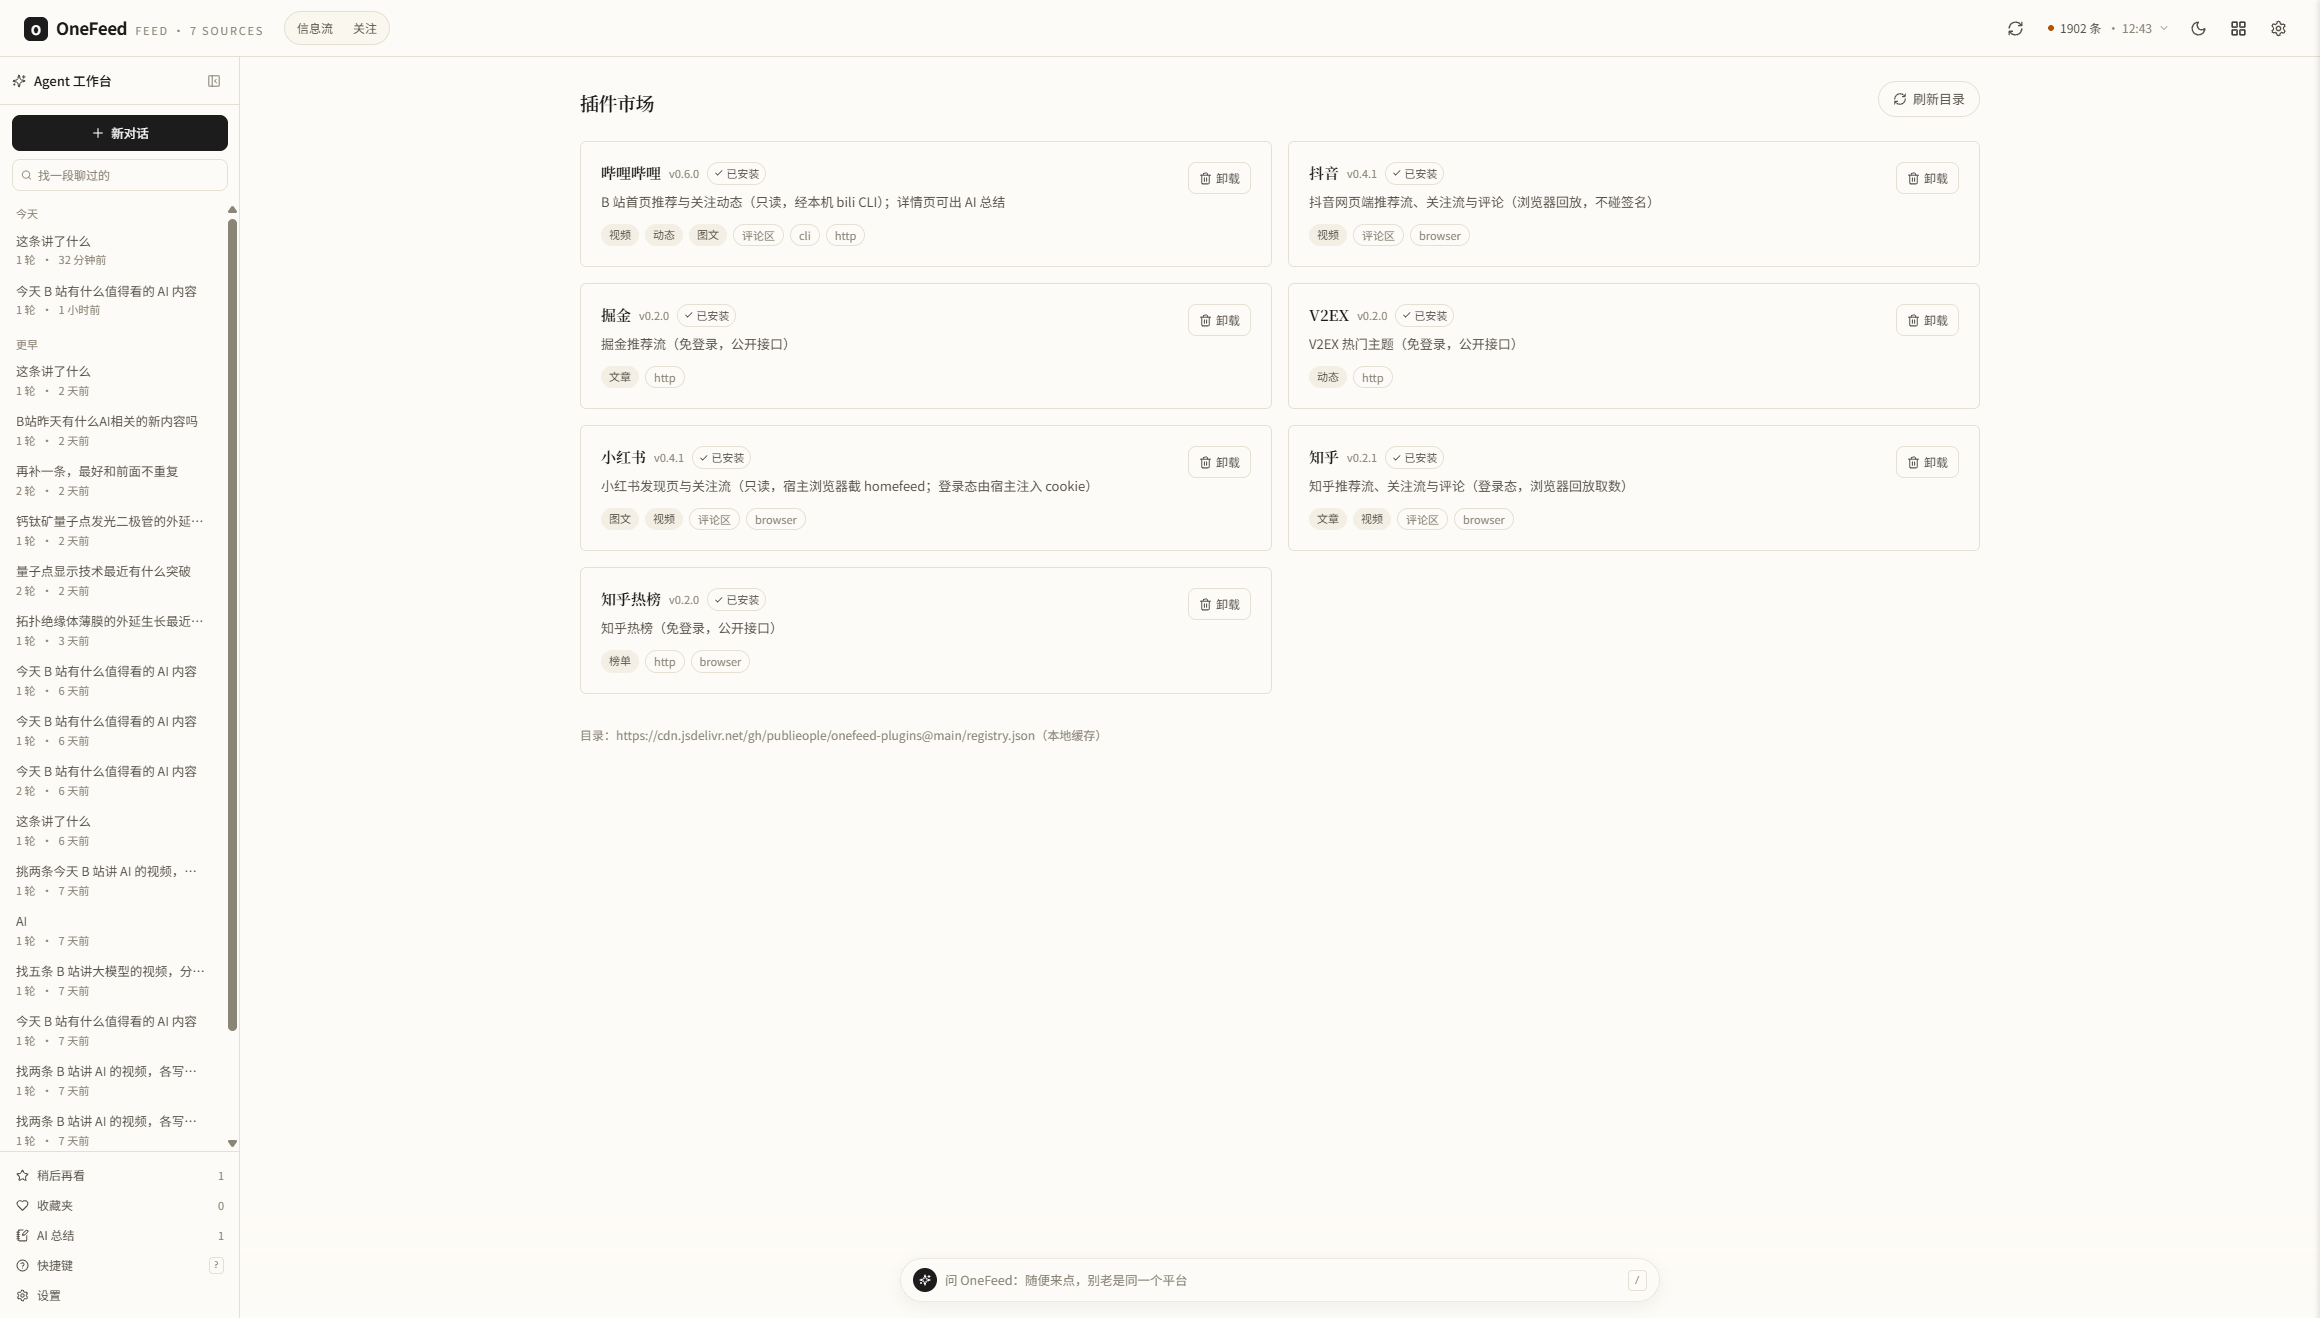 O OneFeed FEED • 7 SOURCES 信息流 关注 1902 条 • 12:43
Agent 工作台
新对话
找一段聊过的
今天
这条讲了什么
1 轮 • 32 分钟前
今天 B 站有什么值得看的 AI 内容
1 轮 • 1 小时前
更早
这条讲了什么
1 轮 • 2 天前
B站昨天有什么AI相关的新内容吗
1 轮 • 2 天前
再补一条，最好和前面不重复
2 轮 • 2 天前
钙钛矿量子点发光二极管的外延…
1 轮 • 2 天前
量子点显示技术最近有什么突破
2 轮 • 2 天前
拓扑绝缘体薄膜的外延生长最近…
1 轮 • 3 天前
今天 B 站有什么值得看的 AI 内容
1 轮 • 6 天前
今天 B 站有什么值得看的 AI 内容
1 轮 • 6 天前
今天 B 站有什么值得看的 AI 内容
2 轮 • 6 天前
这条讲了什么
1 轮 • 6 天前
挑两条今天 B 站讲 AI 的视频，…
1 轮 • 7 天前
AI
1 轮 • 7 天前
找五条 B 站讲大模型的视频，分…
1 轮 • 7 天前
今天 B 站有什么值得看的 AI 内容
1 轮 • 7 天前
找两条 B 站讲 AI 的视频，各写…
1 轮 • 7 天前
找两条 B 站讲 AI 的视频，各写…
1 轮 • 7 天前
稍后再看 1
收藏夹 0
AI 总结 1
快捷键 ?
设置
插件市场
刷新目录
哔哩哔哩 v0.6.0 已安装 卸载
B 站首页推荐与关注动态（只读，经本机 bili CLI）；详情页可出 AI 总结
视频 动态 图文 评论区 cli http
抖音 v0.4.1 已安装 卸载
抖音网页端推荐流、关注流与评论（浏览器回放，不碰签名）
视频 评论区 browser
掘金 v0.2.0 已安装 卸载
掘金推荐流（免登录，公开接口）
文章 http
V2EX v0.2.0 已安装 卸载
V2EX 热门主题（免登录，公开接口）
动态 http
小红书 v0.4.1 已安装 卸载
小红书发现页与关注流（只读，宿主浏览器截 homefeed；登录态由宿主注入 cookie）
图文 视频 评论区 browser
知乎 v0.2.1 已安装 卸载
知乎推荐流、关注流与评论（登录态，浏览器回放取数）
文章 视频 评论区 browser
知乎热榜 v0.2.0 已安装 卸载
知乎热榜（免登录，公开接口）
榜单 http browser
目录：https://cdn.jsdelivr.net/gh/publieople/onefeed-plugins@main/registry.json（本地缓存）
问 OneFeed：随便来点，别老是同一个平台 /